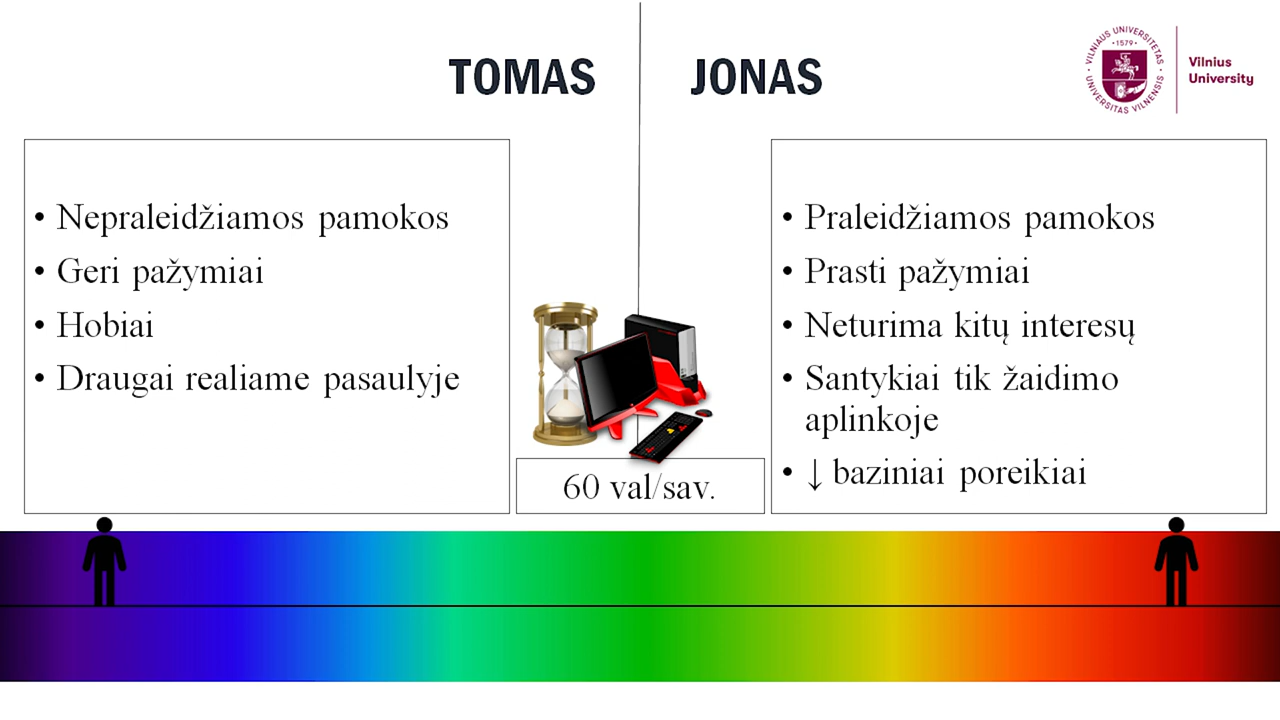 TOMAS
JONAS
VILNIAUS UNIVERSITETAS
1579
UNIVERSITAS VILNENSIS
Vilnius
University
• Nepraleidžiamos pamokos
• Geri pažymiai
• Hobiai
• Draugai realiame pasaulyje
60 val/sav.
• Praleidžiamos pamokos
• Prasti pažymiai
• Neturima kitų interesų
• Santykiai tik žaidimo
aplinkoje
• ↓ baziniai poreikiai